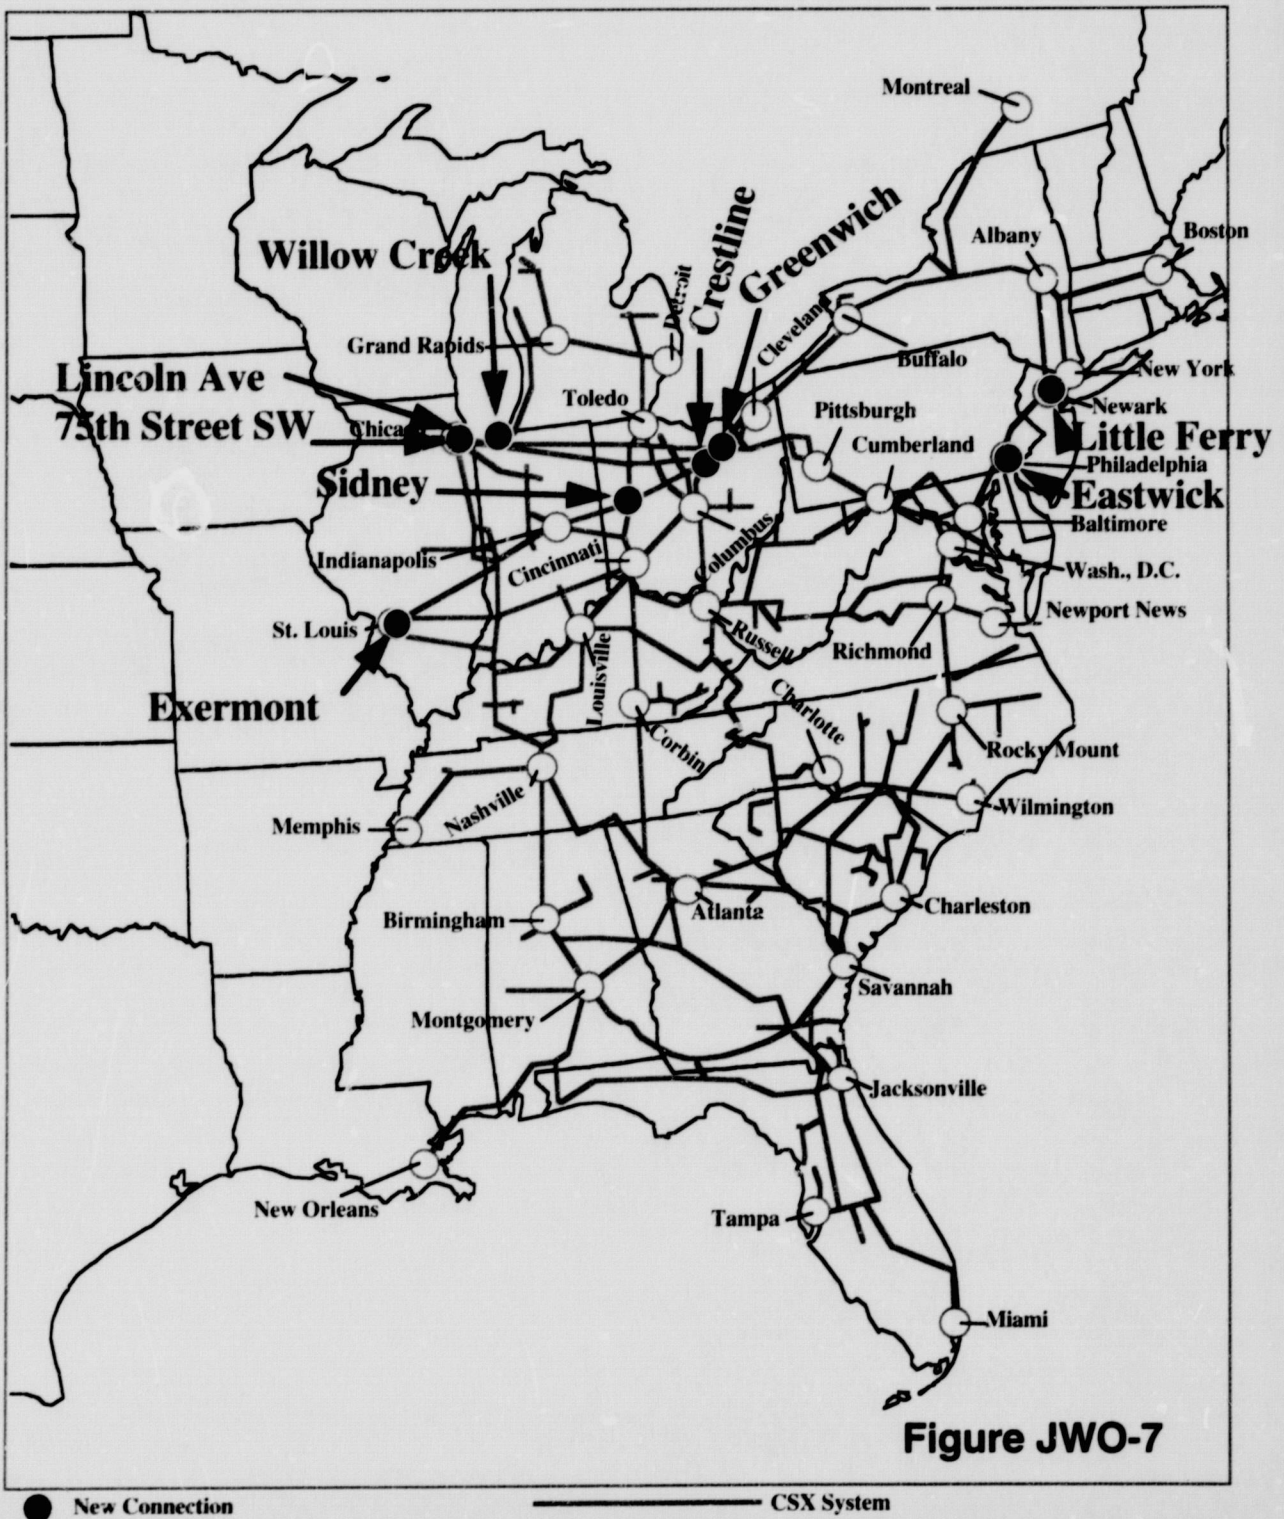 Montreal
Albany
Boston
Willow Creek
Crestline
Greenwich
Detroit
Cleveland
Grand Rapids
Buffalo
New York
Lincoln Ave
Toledo
Newark
75th Street SW
Chicago
Pittsburgh
Cumberland
Little Ferry
Philadelphia
Sidney
Eastwick
Baltimore
Indianapolis
Cincinnati
Columbus
Wash., D.C.
Newport News
St. Louis
Louisville
Russell
Richmond
Exermont
Corbin
Charlotte
Rocky Mount
Memphis
Nashville
Wilmington
Birmingham
Atlanta
Charleston
Savannah
Montgomery
Jacksonville
New Orleans
Tampa
Miami
Figure JWO-7
New Connection
CSX System